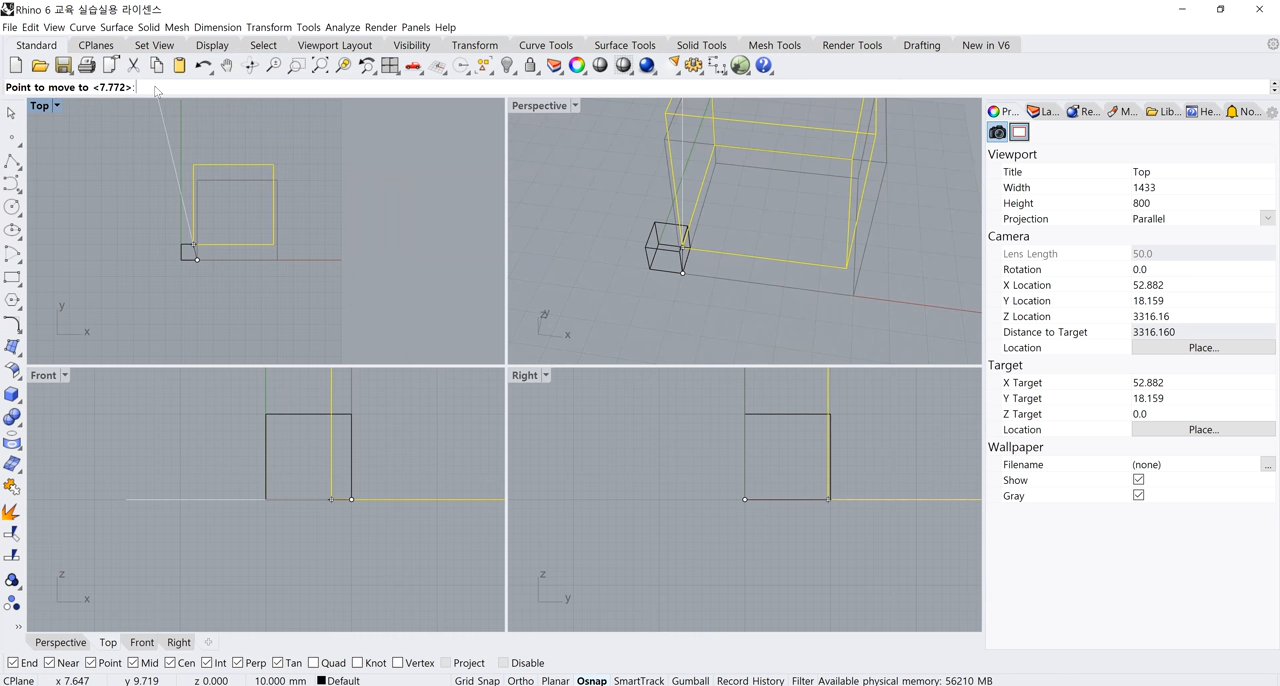 Rhino 6 교육 실습실용 라이센스
File Edit View Curve Surface Solid Mesh Dimension Transform Tools Analyze Render Panels Help
Standard CPlanes Set View Display Select Viewport Layout Visibility Transform Curve Tools Surface Tools Solid Tools Mesh Tools Render Tools Drafting New in V6
Point to move to <7.772>:
Top
Perspective
Pr... La... Re... M... Lib... He... No...
Viewport
Title Top
Width 1433
Height 800
Projection Parallel
Camera
Lens Length 50.0
Rotation 0.0
X Location 52.882
Y Location 18.159
Z Location 3316.16
Distance to Target 3316.160
Location Place...
Target
X Target 52.882
Y Target 18.159
Z Target 0.0
Location Place...
Wallpaper
Filename (none) ...
Show
Gray
y
x
z y
x
Front
Right
z
x
z
y
Perspective Top Front Right
End Near Point Mid Cen Int Perp Tan Quad Knot Vertex Project Disable
CPlane x 7.647 y 9.719 z 0.000 10.000 mm Default Grid Snap Ortho Planar Osnap SmartTrack Gumball Record History Filter Available physical memory: 56210 MB